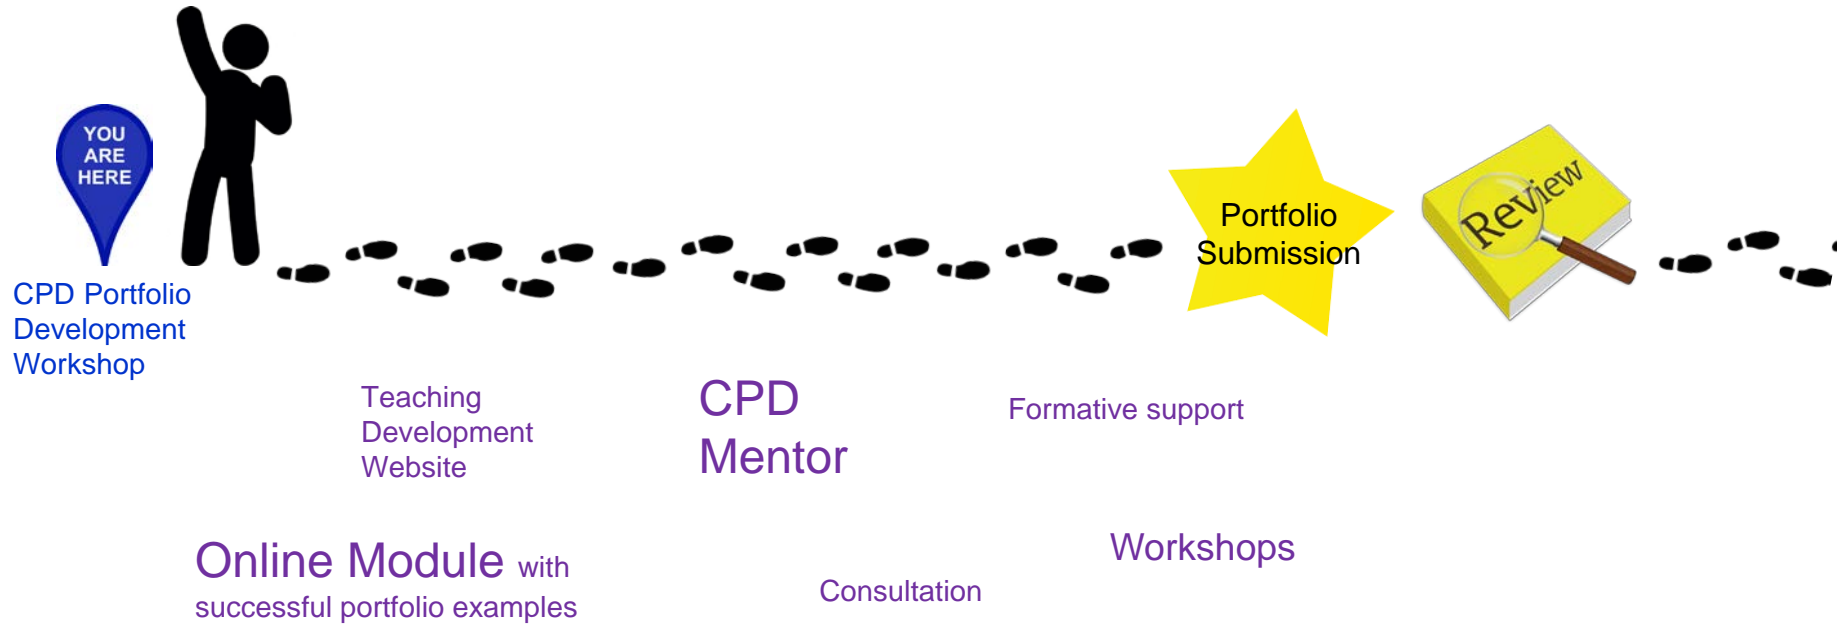 YOU
ARE
HERE
CPD Portfolio
Development
Workshop
Portfolio
Submission
Review
Teaching
Development
Website
CPD
Mentor
Formative support
Online Module with
successful portfolio examples
Consultation
Workshops